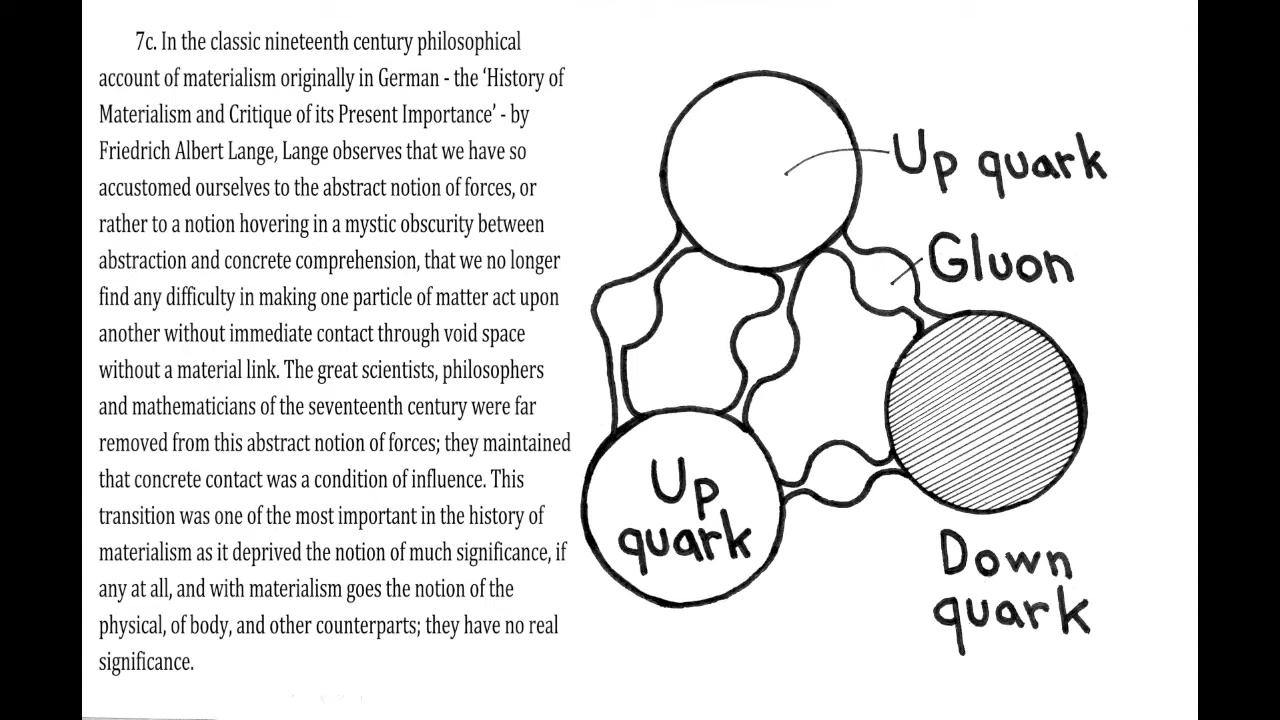 7c. In the classic nineteenth century philosophical
account of materialism originally in German - the ‘History of
Materialism and Critique of its Present Importance’ - by
Friedrich Albert Lange, Lange observes that we have so
accustomed ourselves to the abstract notion of forces, or
rather to a notion hovering in a mystic obscurity between
abstraction and concrete comprehension, that we no longer
find any difficulty in making one particle of matter act upon
another without immediate contact through void space
without a material link. The great scientists, philosophers
and mathematicians of the seventeenth century were far
removed from this abstract notion of forces; they maintained
that concrete contact was a condition of influence. This
transition was one of the most important in the history of
materialism as it deprived the notion of much significance, if
any at all, and with materialism goes the notion of the
physical, of body, and other counterparts; they have no real
significance.
Up quark
Gluon
Up
quark
Down
quark